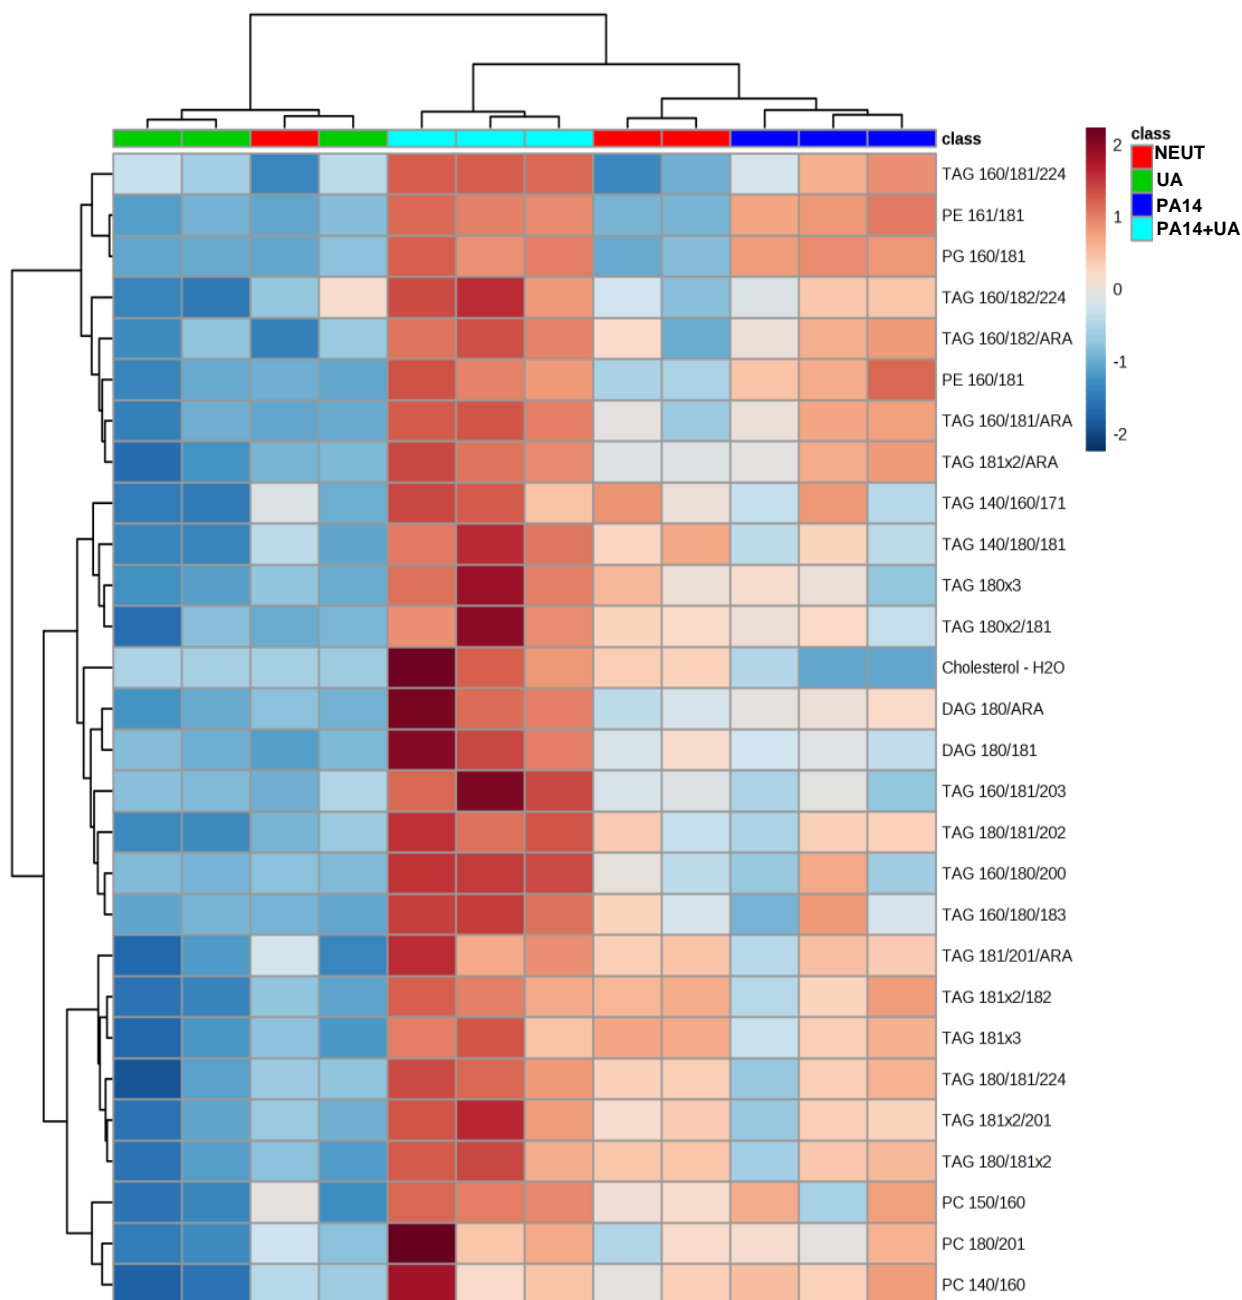 class
TAG 160/181/224
PE 161/181
PG 160/181
TAG 160/182/224
TAG 160/182/ARA
PE 160/181
TAG 160/181/ARA
TAG 181x2/ARA
TAG 140/160/171
TAG 140/180/181
TAG 180x3
TAG 180x2/181
Cholesterol - H2O
DAG 180/ARA
DAG 180/181
TAG 160/181/203
TAG 180/181/202
TAG 160/180/200
TAG 160/180/183
TAG 181/201/ARA
TAG 181x2/182
TAG 181x3
TAG 180/181/224
TAG 181x2/201
TAG 180/181x2
PC 150/160
PC 180/201
PC 140/160
2
1
0
-1
-2
class
NEUT
UA
PA14
PA14+UA